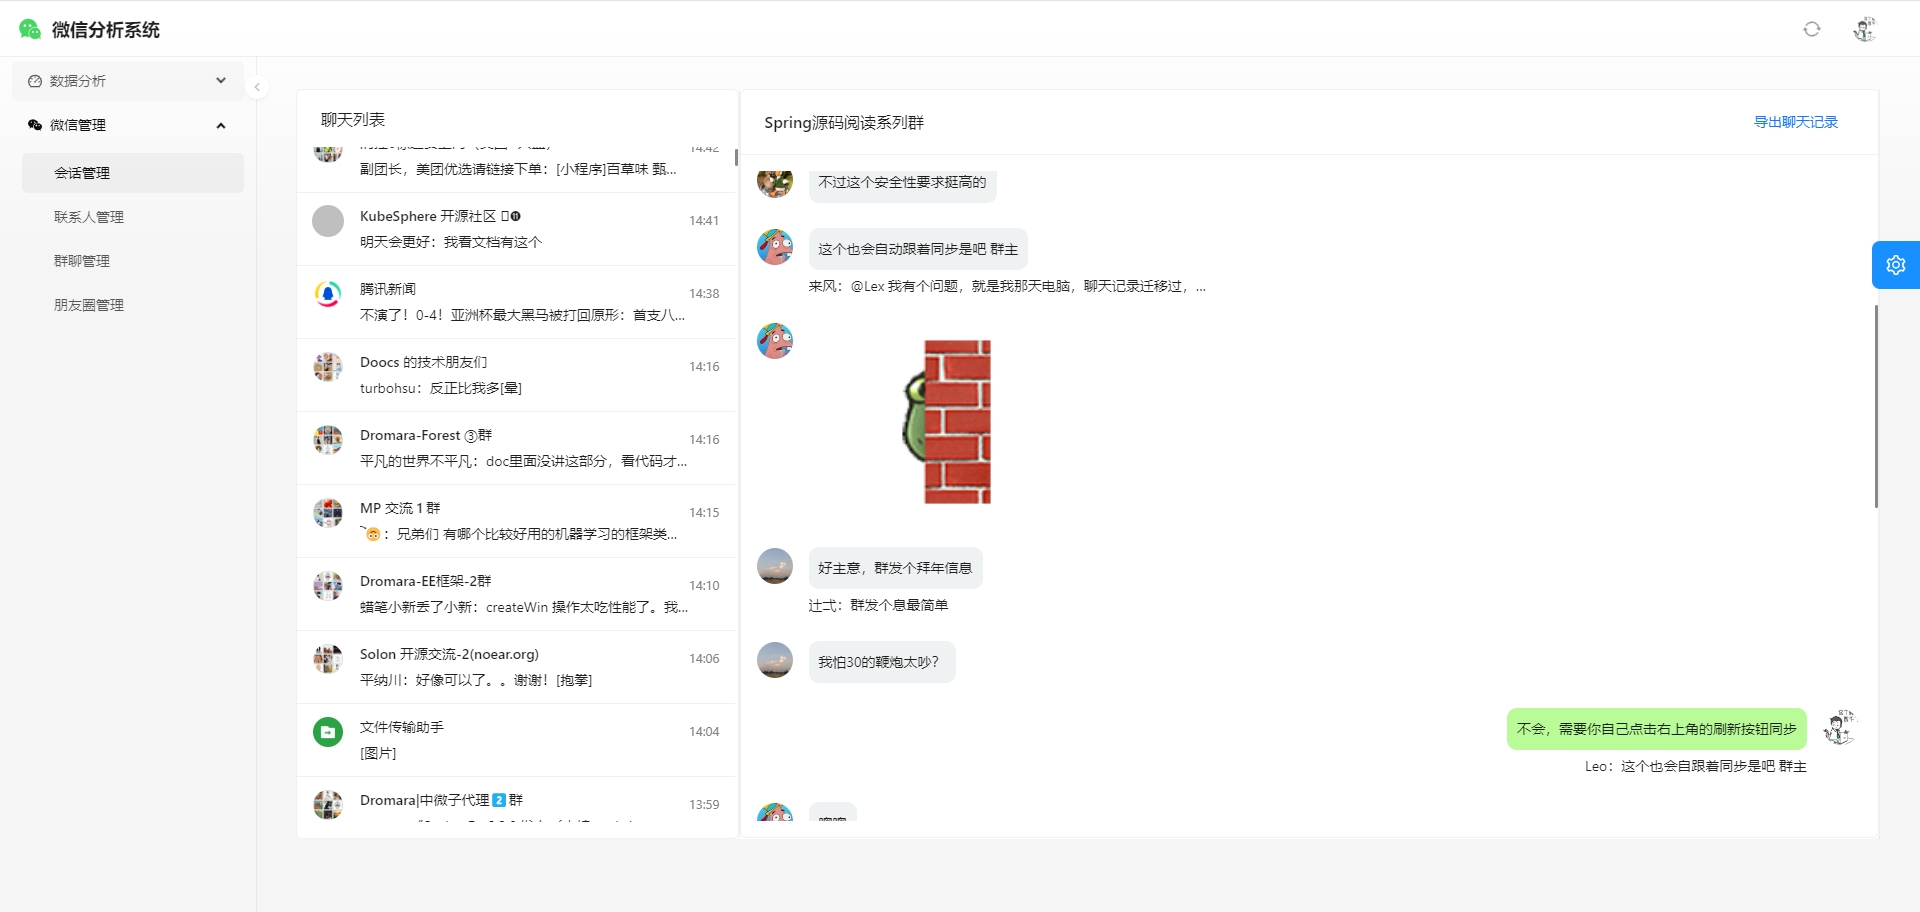 微信分析系统
数据分析
微信管理
会话管理
联系人管理
群聊管理
朋友圈管理
聊天列表
14:42
副团长，美团优选请链接下单：[小程序]百草味 甄...
KubeSphere 开源社区 ⓫
14:41
明天会更好：我看文档有这个
腾讯新闻
14:38
不演了！0-4！亚洲杯最大黑马被打回原形：首支八...
Doocs 的技术朋友们
14:16
turbohsu：反正比我多[晕]
Dromara-Forest ③群
14:16
平凡的世界不平凡：doc里面没讲这部分，看代码才...
MP 交流 1 群
14:15
：兄弟们 有哪个比较好用的机器学习的框架类...
Dromara-EE框架-2群
14:10
蜡笔小新丢了小新：createWin 操作太吃性能了。我...
Solon 开源交流-2(noear.org)
14:06
平纳川：好像可以了。。谢谢！[抱拳]
文件传输助手
14:04
[图片]
Dromara|中微子代理2️⃣群
13:59
Spring源码阅读系列群
导出聊天记录
不过这个安全性要求挺高的
这个也会自动跟着同步是吧 群主
来风：@Lex 我有个问题，就是我那天电脑，聊天记录迁移过，...
好主意，群发个拜年信息
辻弌：群发个息最简单
我怕30的鞭炮太吵?
不会，需要你自己点击右上角的刷新按钮同步
Leo：这个也会自跟着同步是吧 群主